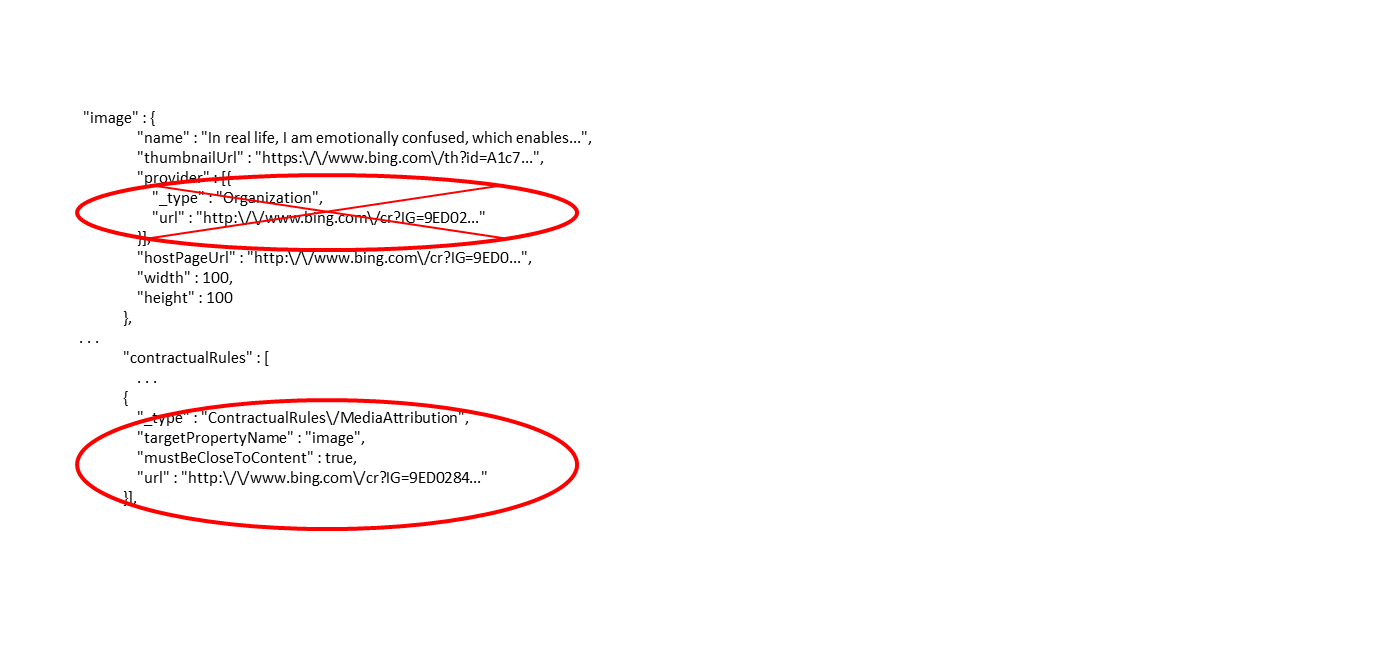 "image" : {
"name" : "In real life, I am emotionally confused, which enables...",
"thumbnailUrl" : "https:\/\/www.bing.com\/th?id=A1c7...",
"provider" : [{
"_type" : "Organization",
"url" : "http:\/\/www.bing.com\/cr?IG=9ED02..."
}],
"hostPageUrl" : "http:\/\/www.bing.com\/cr?IG=9ED0...",
"width" : 100,
"height" : 100
},
. . .
"contractualRules" : [
. . .
{
"_type" : "ContractualRules\/MediaAttribution",
"targetPropertyName" : "image",
"mustBeCloseToContent" : true,
"url" : "http:\/\/www.bing.com\/cr?IG=9ED0284..."
}],